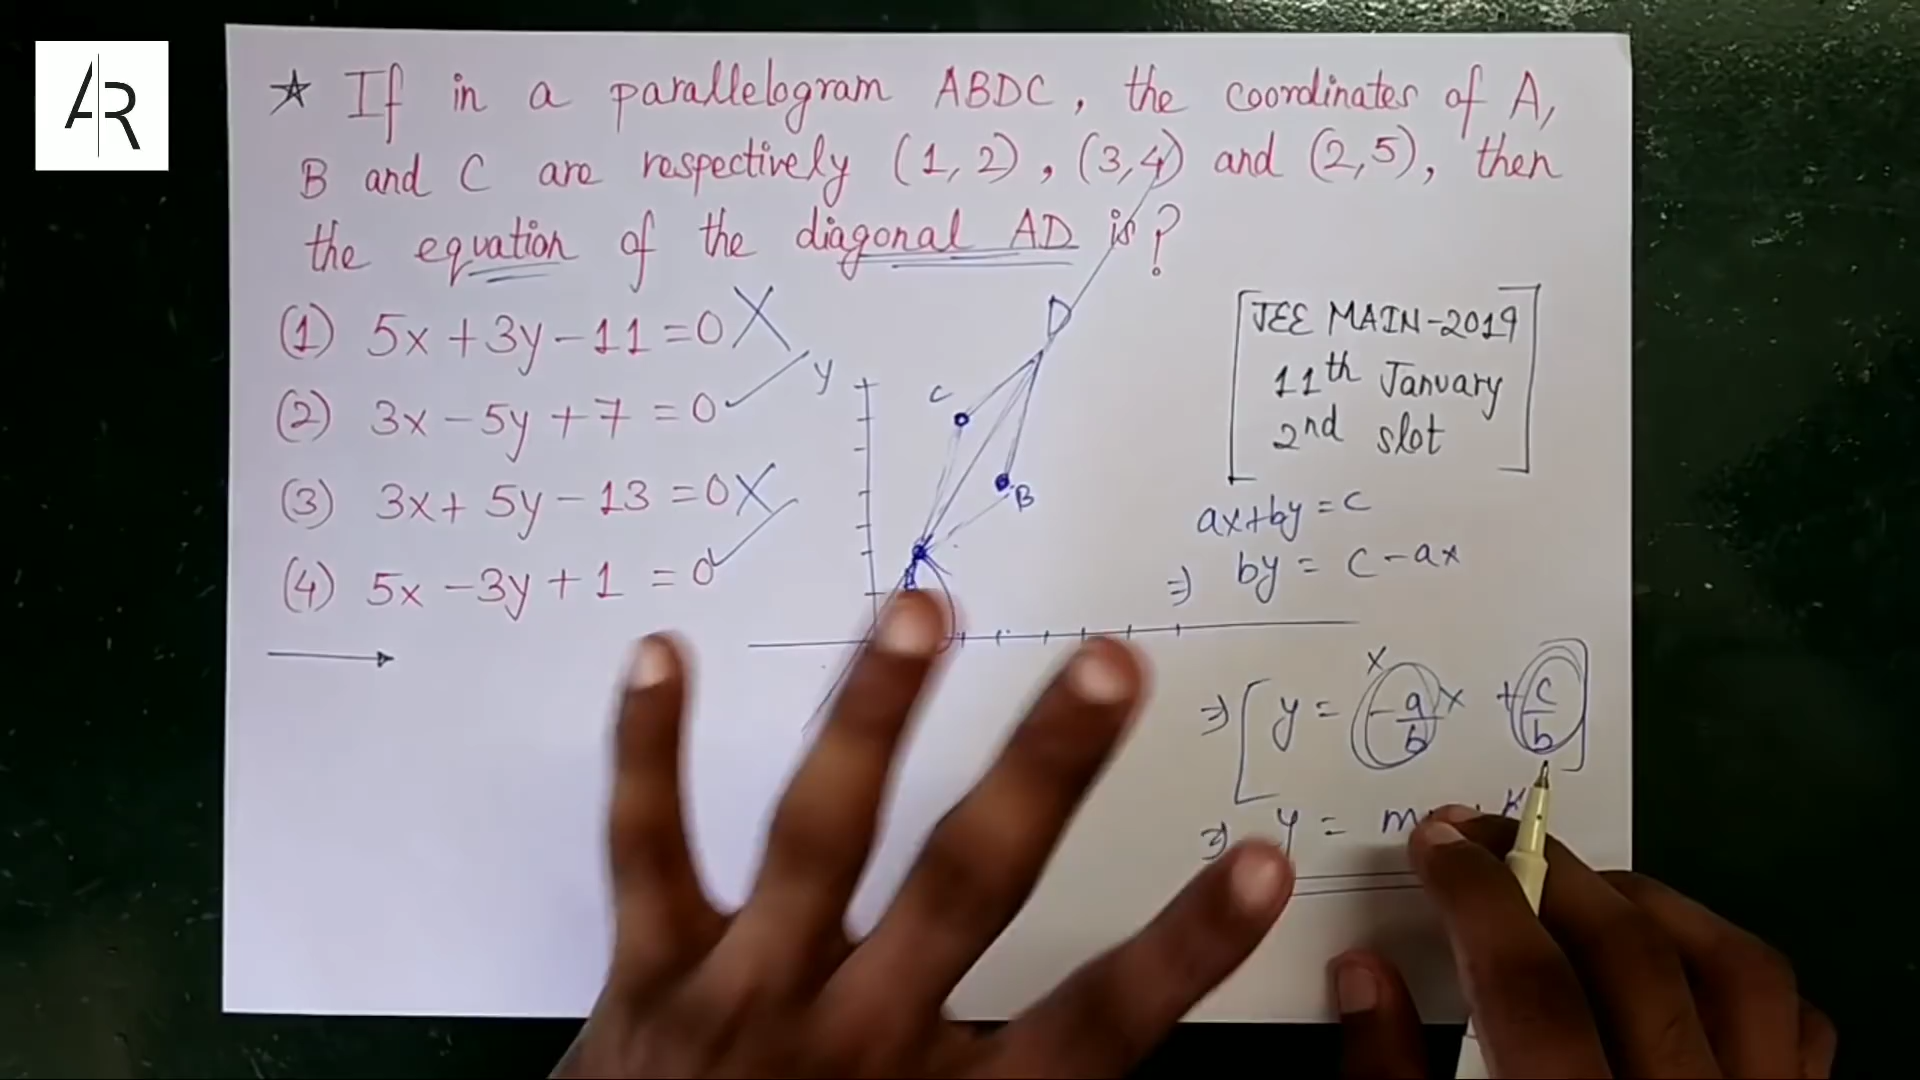 AR
★ If in a parallelogram ABDC, the coordinates of A,
B and C are respectively (1,2), (3,4) and (2,5), then
the equation of the diagonal AD is?
(1) 5x + 3y - 11 = 0 X
(2) 3x - 5y + 7 = 0
(3) 3x + 5y - 13 = 0 X
(4) 5x - 3y + 1 = 0
y
C
D
B
JEE MAIN-2019
11th January
2nd slot
ax+by = c
⇒ by = c - ax
x
⇒ y = -a/b x + c/b
⇒ y =